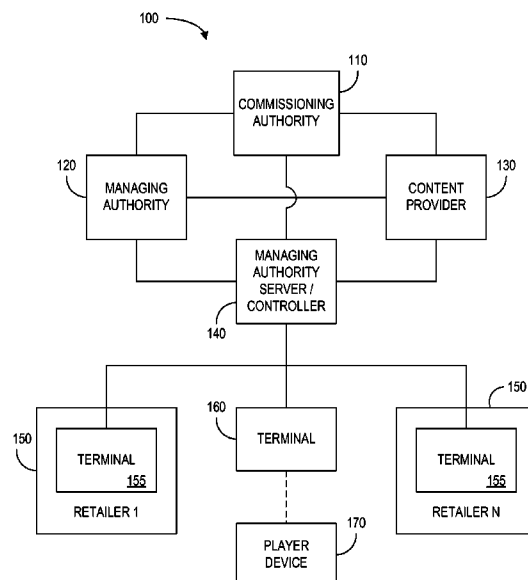 100
110
COMMISSIONING
AUTHORITY
120
130
MANAGING
AUTHORITY
CONTENT
PROVIDER
MANAGING
AUTHORITY
SERVER /
CONTROLLER
140
150
160
150
TERMINAL
155
RETAILER 1
TERMINAL
TERMINAL
155
RETAILER N
170
PLAYER
DEVICE